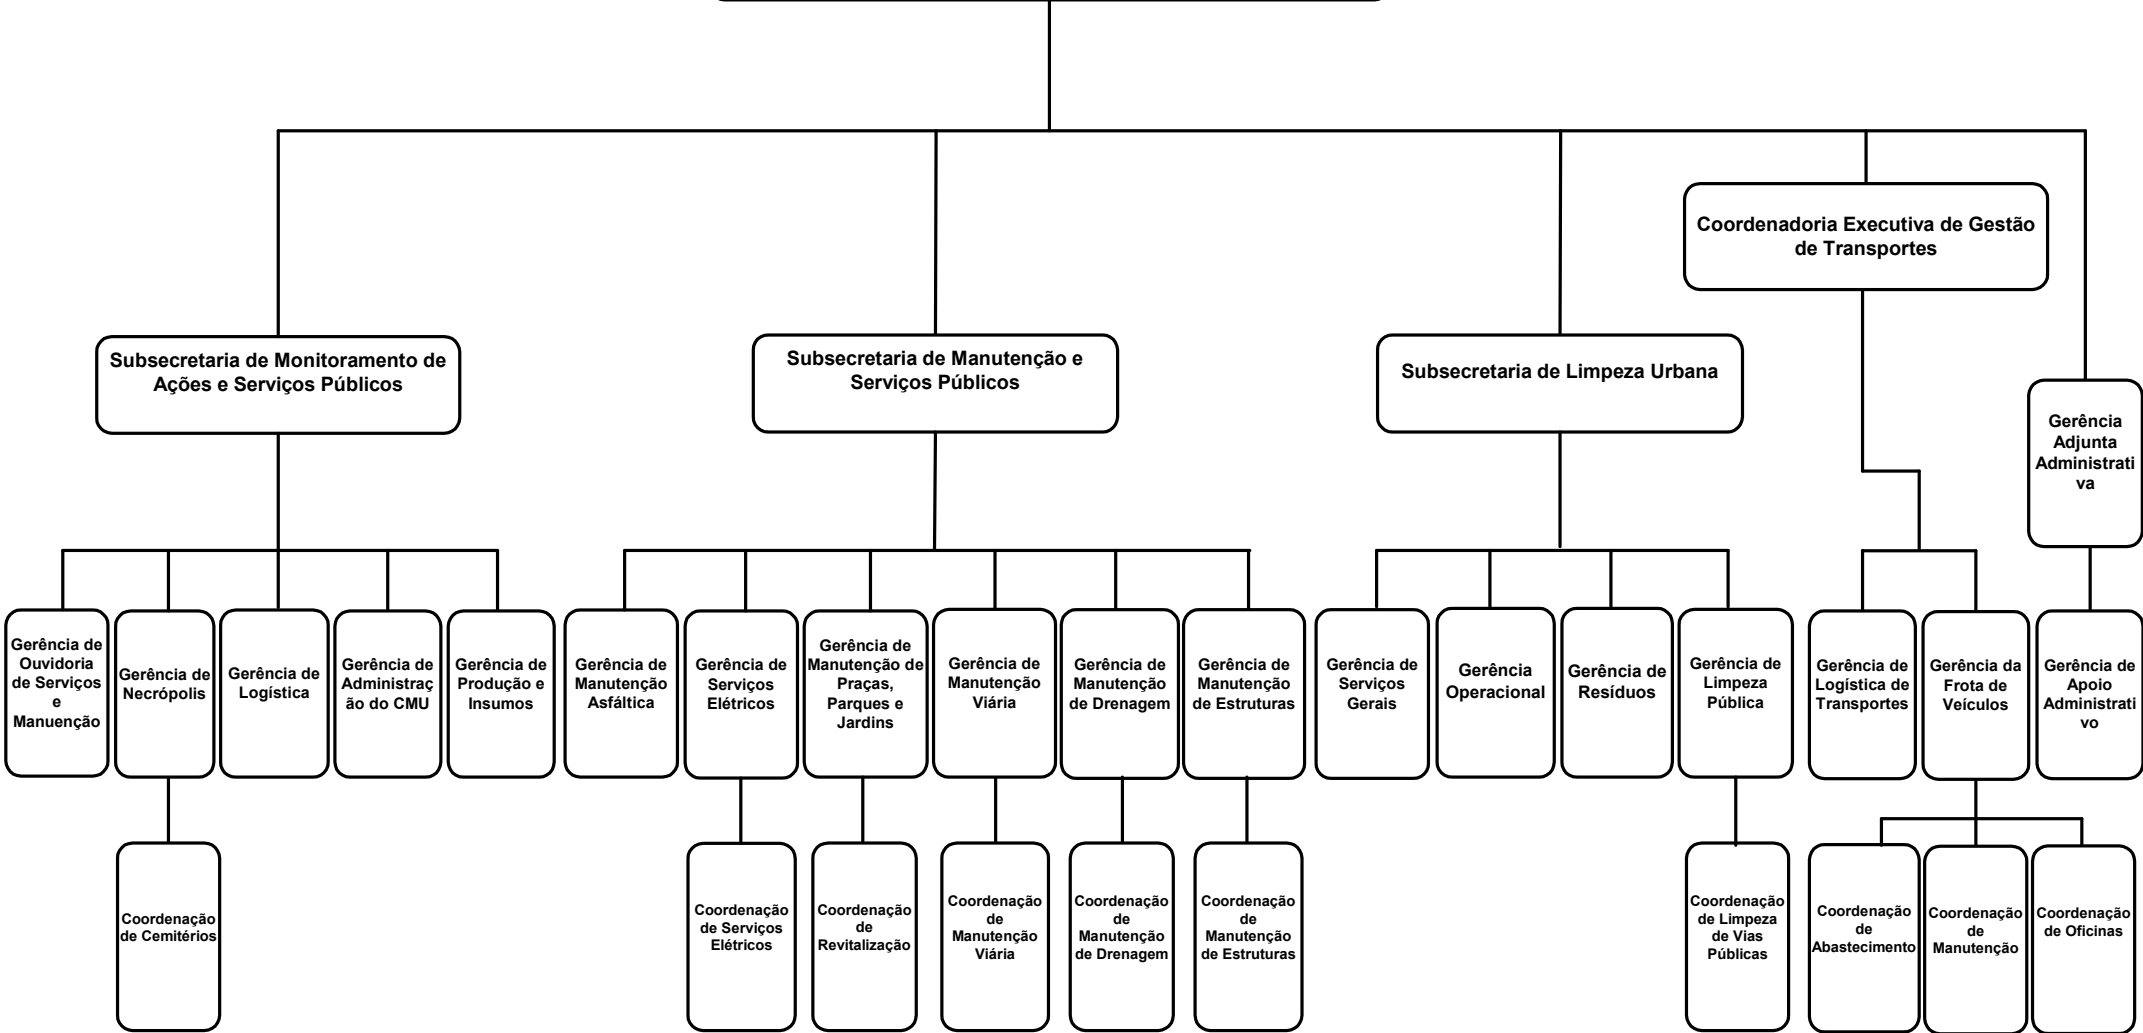 Coordenadoria Executiva de Gestão
de Transportes
Subsecretaria de Monitoramento de
Ações e Serviços Públicos
Subsecretaria de Manutenção e
Serviços Públicos
Subsecretaria de Limpeza Urbana
Gerência
Adjunta
Administrati
va
Gerência de
Ouvidoria
de Serviços
e
Manuenção
Gerência de
Necrópolis
Gerência de
Logística
Gerência de
Administraç
ão do CMU
Gerência de
Produção e
Insumos
Gerência de
Manutenção
Asfáltica
Gerência de
Serviços
Elétricos
Gerência de
Manutenção de
Praças,
Parques e
Jardins
Gerência de
Manutenção
Viária
Gerência de
Manutenção
de Drenagem
Gerência de
Manutenção
de Estruturas
Gerência de
Serviços
Gerais
Gerência
Operacional
Gerência de
Resíduos
Gerência de
Limpeza
Pública
Gerência de
Logística de
Transportes
Gerência da
Frota de
Veículos
Gerência de
Apoio
Administrati
vo
Coordenação
de Cemitérios
Coordenação
de Serviços
Elétricos
Coordenação
de
Revitalização
Coordenação
de
Manutenção
Viária
Coordenação
de
Manutenção
de Drenagem
Coordenação
de
Manutenção
de Estruturas
Coordenação
de Limpeza
de Vias
Públicas
Coordenação
de
Abastecimento
Coordenação
de
Manutenção
Coordenação
de Oficinas